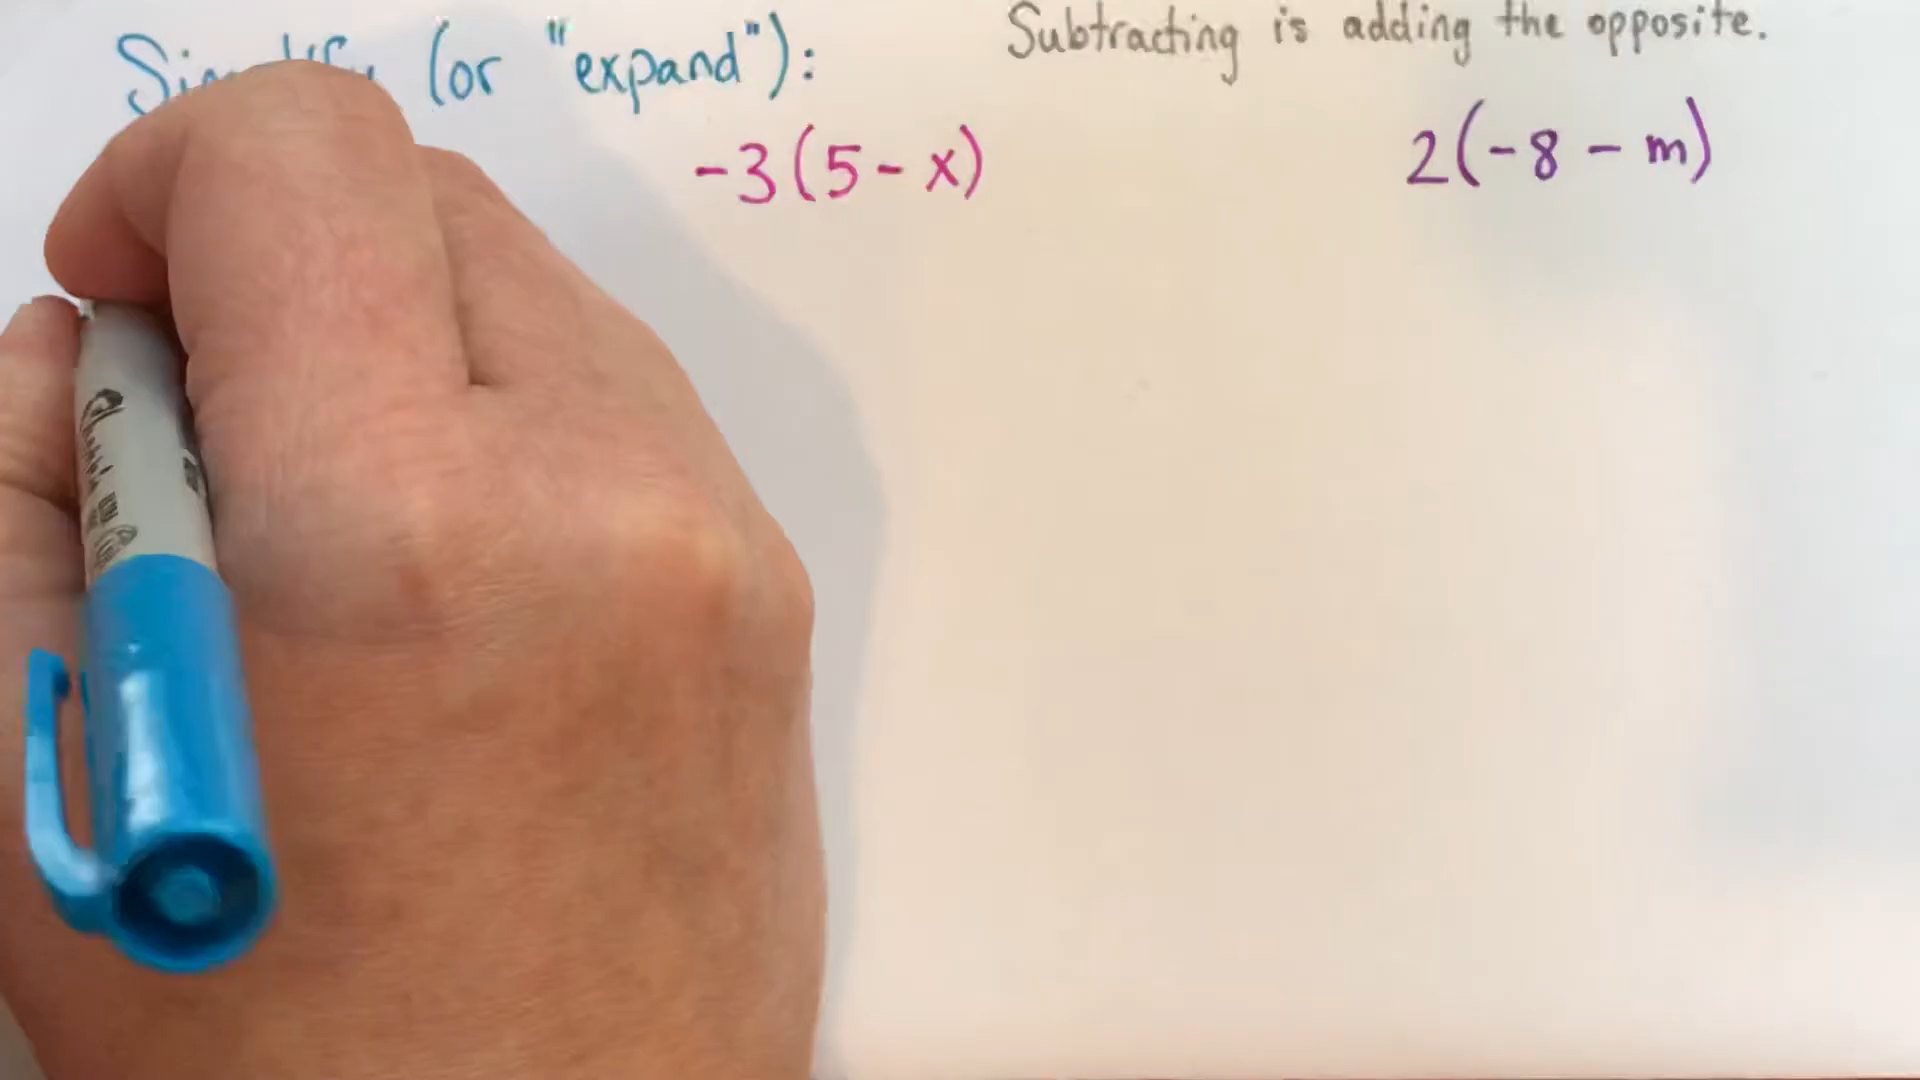 (or "expand"):
Subtracting is adding the opposite.
-3(5 - x)
2(-8 - m)